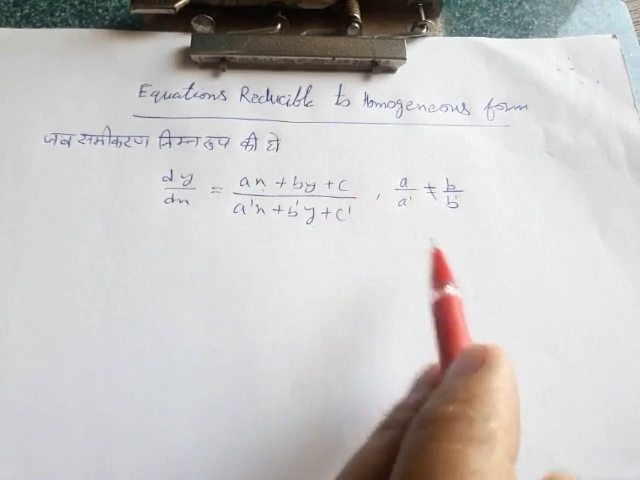 Equations Reducible to Homogeneous form
जब समीकरण निम्न रूप की हो
dy/dx = (ax + by + c)/(a'x + b'y + c') , a/a' ≠ b/b'